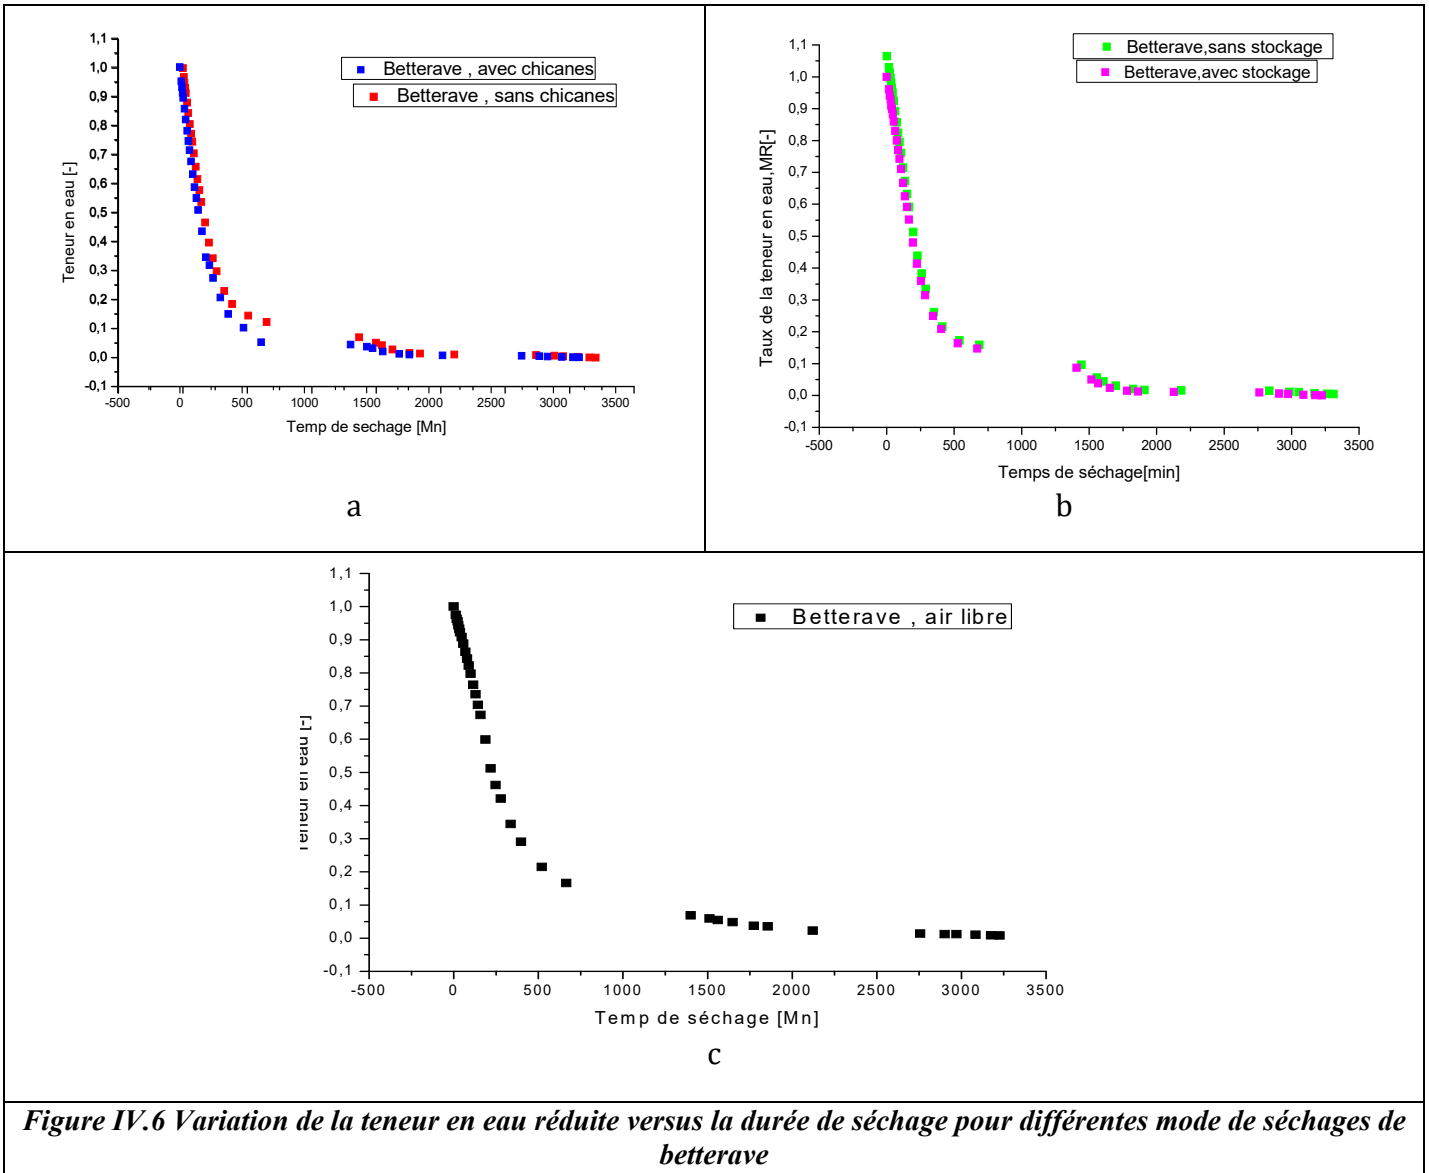 1,1
1,0
0,9
0,8
0,7
0,6
0,5
0,4
0,3
0,2
0,1
0,0
-0,1
Teneur en eau [-]
Betterave , avec chicanes
Betterave , sans chicanes
-500 0 500 1000 1500 2000 2500 3000 3500
Temp de sechage [Mn]
a
1,1
1,0
0,9
0,8
0,7
0,6
0,5
0,4
0,3
0,2
0,1
0,0
-0,1
Taux de la teneur en eau,MR[-]
Betterave,sans stockage
Betterave,avec stockage
-500 0 500 1000 1500 2000 2500 3000 3500
Temps de séchage[min]
b
1,1
1,0
0,9
0,8
0,7
0,6
0,5
0,4
0,3
0,2
0,1
0,0
-0,1
Teneur en eau [-]
Betterave , air libre
-500 0 500 1000 1500 2000 2500 3000 3500
Temp de séchage [Mn]
c
Figure IV.6 Variation de la teneur en eau réduite versus la durée de séchage pour différentes mode de séchages de
betterave